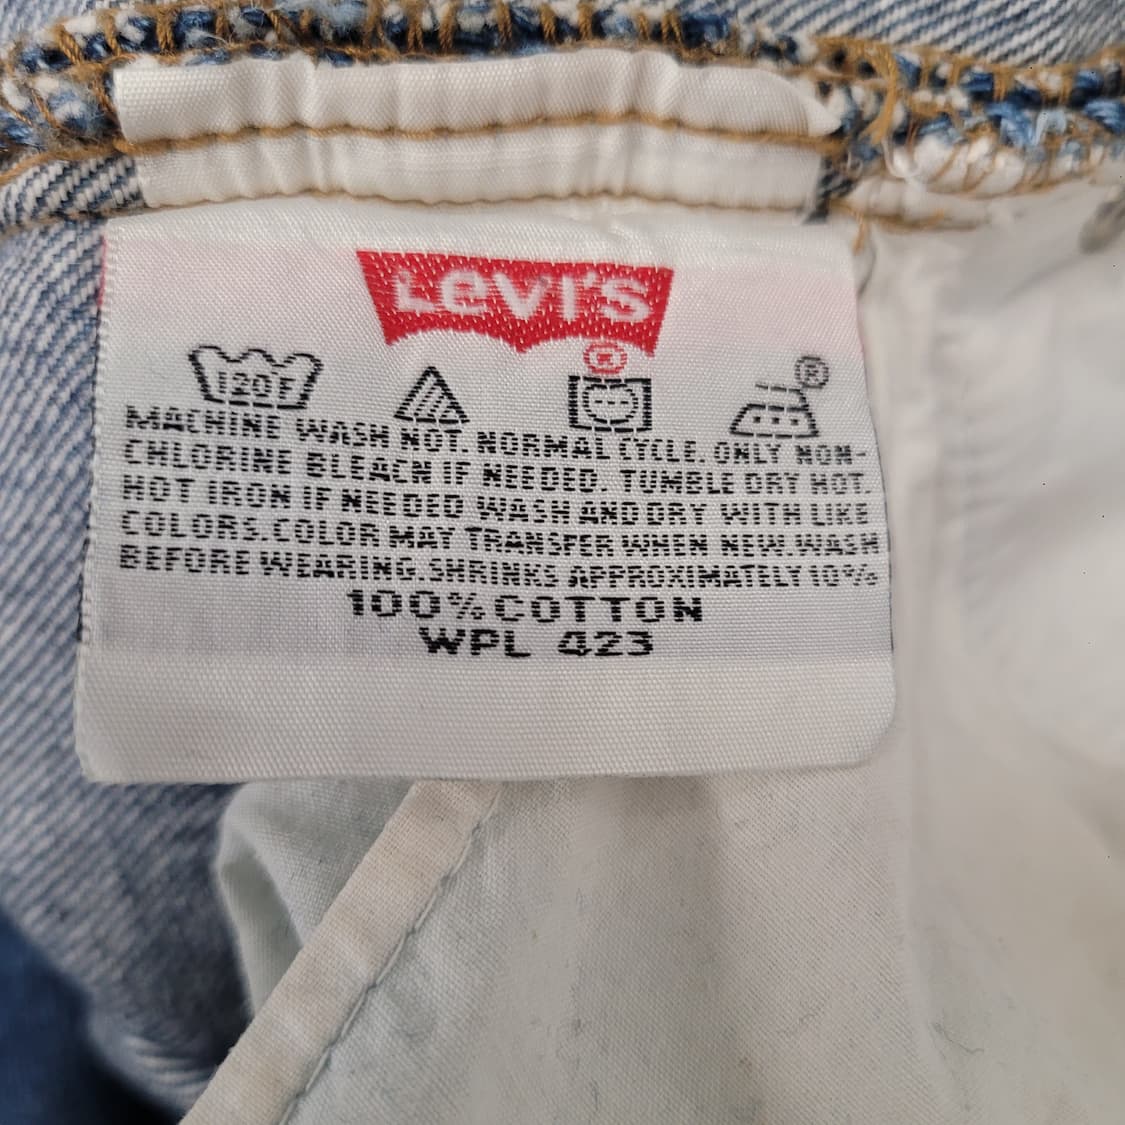 Levi's
®
120F
®
MACHINE WASH HOT. NORMAL CYCLE. ONLY NON-
CHLORINE BLEACH IF NEEDED. TUMBLE DRY HOT.
HOT IRON IF NEEDED WASH AND DRY WITH LIKE
COLORS.COLOR MAY TRANSFER WHEN NEW.WASH
BEFORE WEARING.SHRINKS APPROXIMATELY 10%
100% COTTON
WPL 423